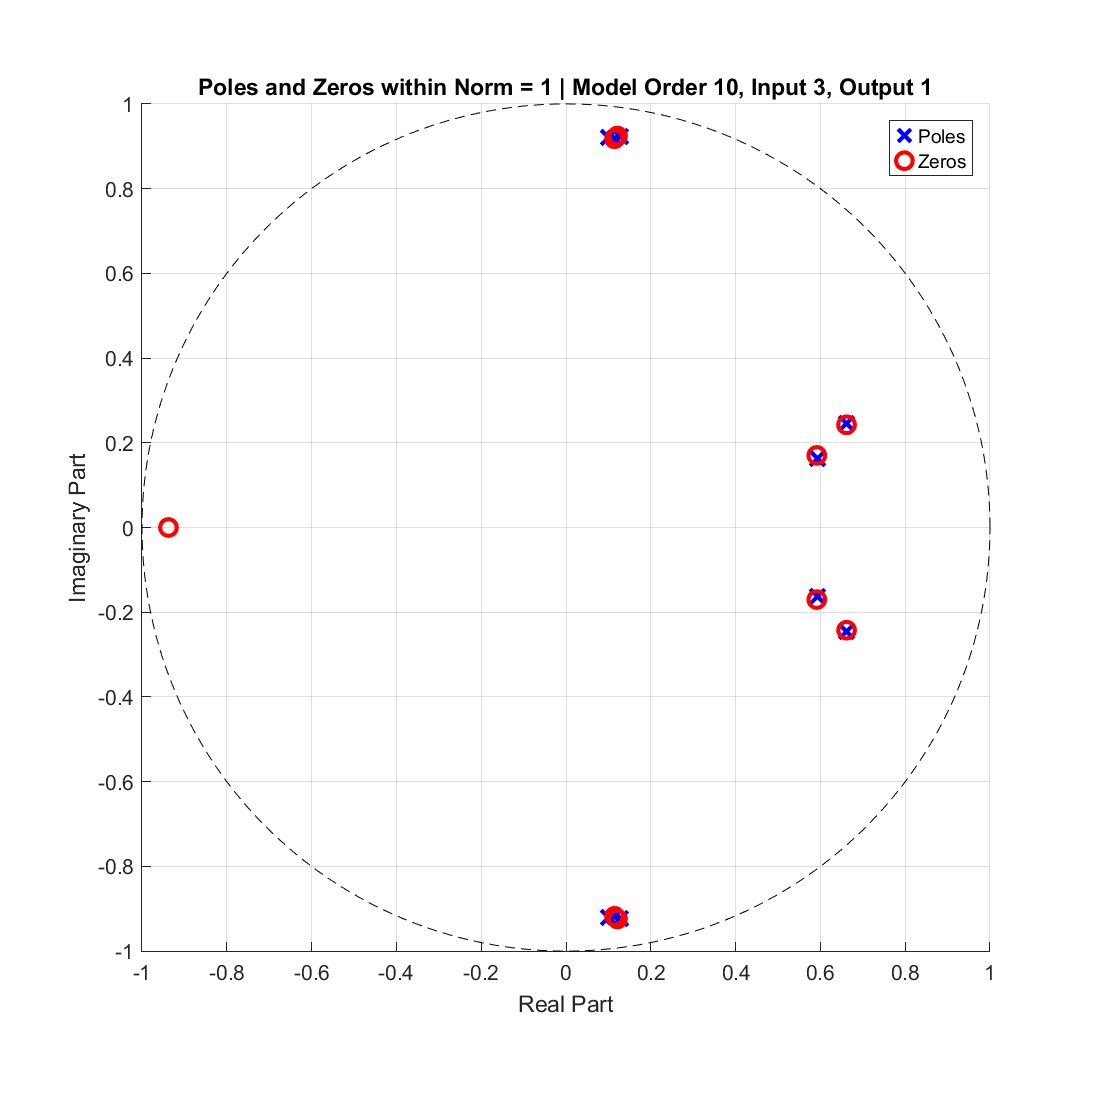 Poles and Zeros within Norm = 1 | Model Order 10, Input 3, Output 1
Poles
Zeros
1
0.8
0.6
0.4
0.2
0
-0.2
-0.4
-0.6
-0.8
-1
Imaginary Part
-1 -0.8 -0.6 -0.4 -0.2 0 0.2 0.4 0.6 0.8 1
Real Part